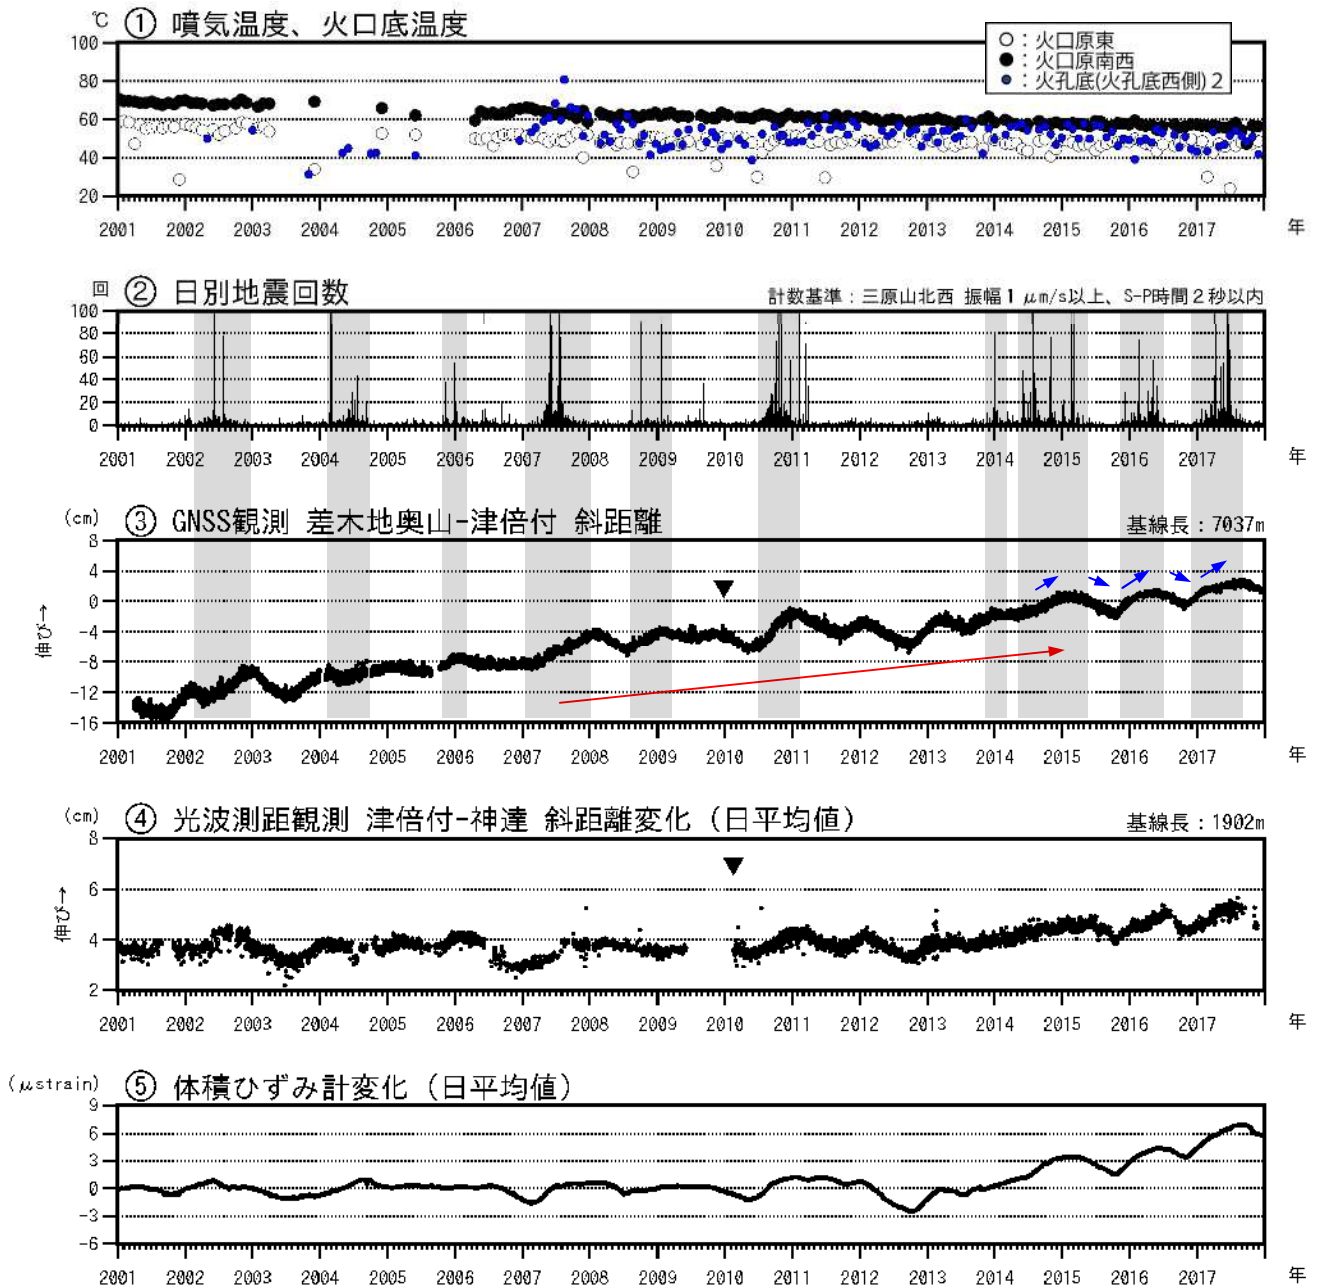 ℃ ① 噴気温度、火口底温度
○：火口原東
●：火口原南西
●：火孔底(火孔底西側)２
100
80
60
40
20
2001 2002 2003 2004 2005 2006 2007 2008 2009 2010 2011 2012 2013 2014 2015 2016 2017 年
回 ② 日別地震回数 計数基準：三原山北西 振幅１μm/s以上、S-P時間２秒以内
100
80
60
40
20
0
2001 2002 2003 2004 2005 2006 2007 2008 2009 2010 2011 2012 2013 2014 2015 2016 2017 年
(cm) ③ GNSS観測 差木地奥山-津倍付 斜距離 基線長：7037m
8
4
0
-4
-8
-12
-16
伸び→
2001 2002 2003 2004 2005 2006 2007 2008 2009 2010 2011 2012 2013 2014 2015 2016 2017 年
(cm) ④ 光波測距観測 津倍付-神達 斜距離変化（日平均値） 基線長：1902m
8
6
4
2
伸び→
2001 2002 2003 2004 2005 2006 2007 2008 2009 2010 2011 2012 2013 2014 2015 2016 2017 年
(μstrain) ⑤ 体積ひずみ計変化（日平均値）
9
6
3
0
-3
-6
2001 2002 2003 2004 2005 2006 2007 2008 2009 2010 2011 2012 2013 2014 2015 2016 2017 年